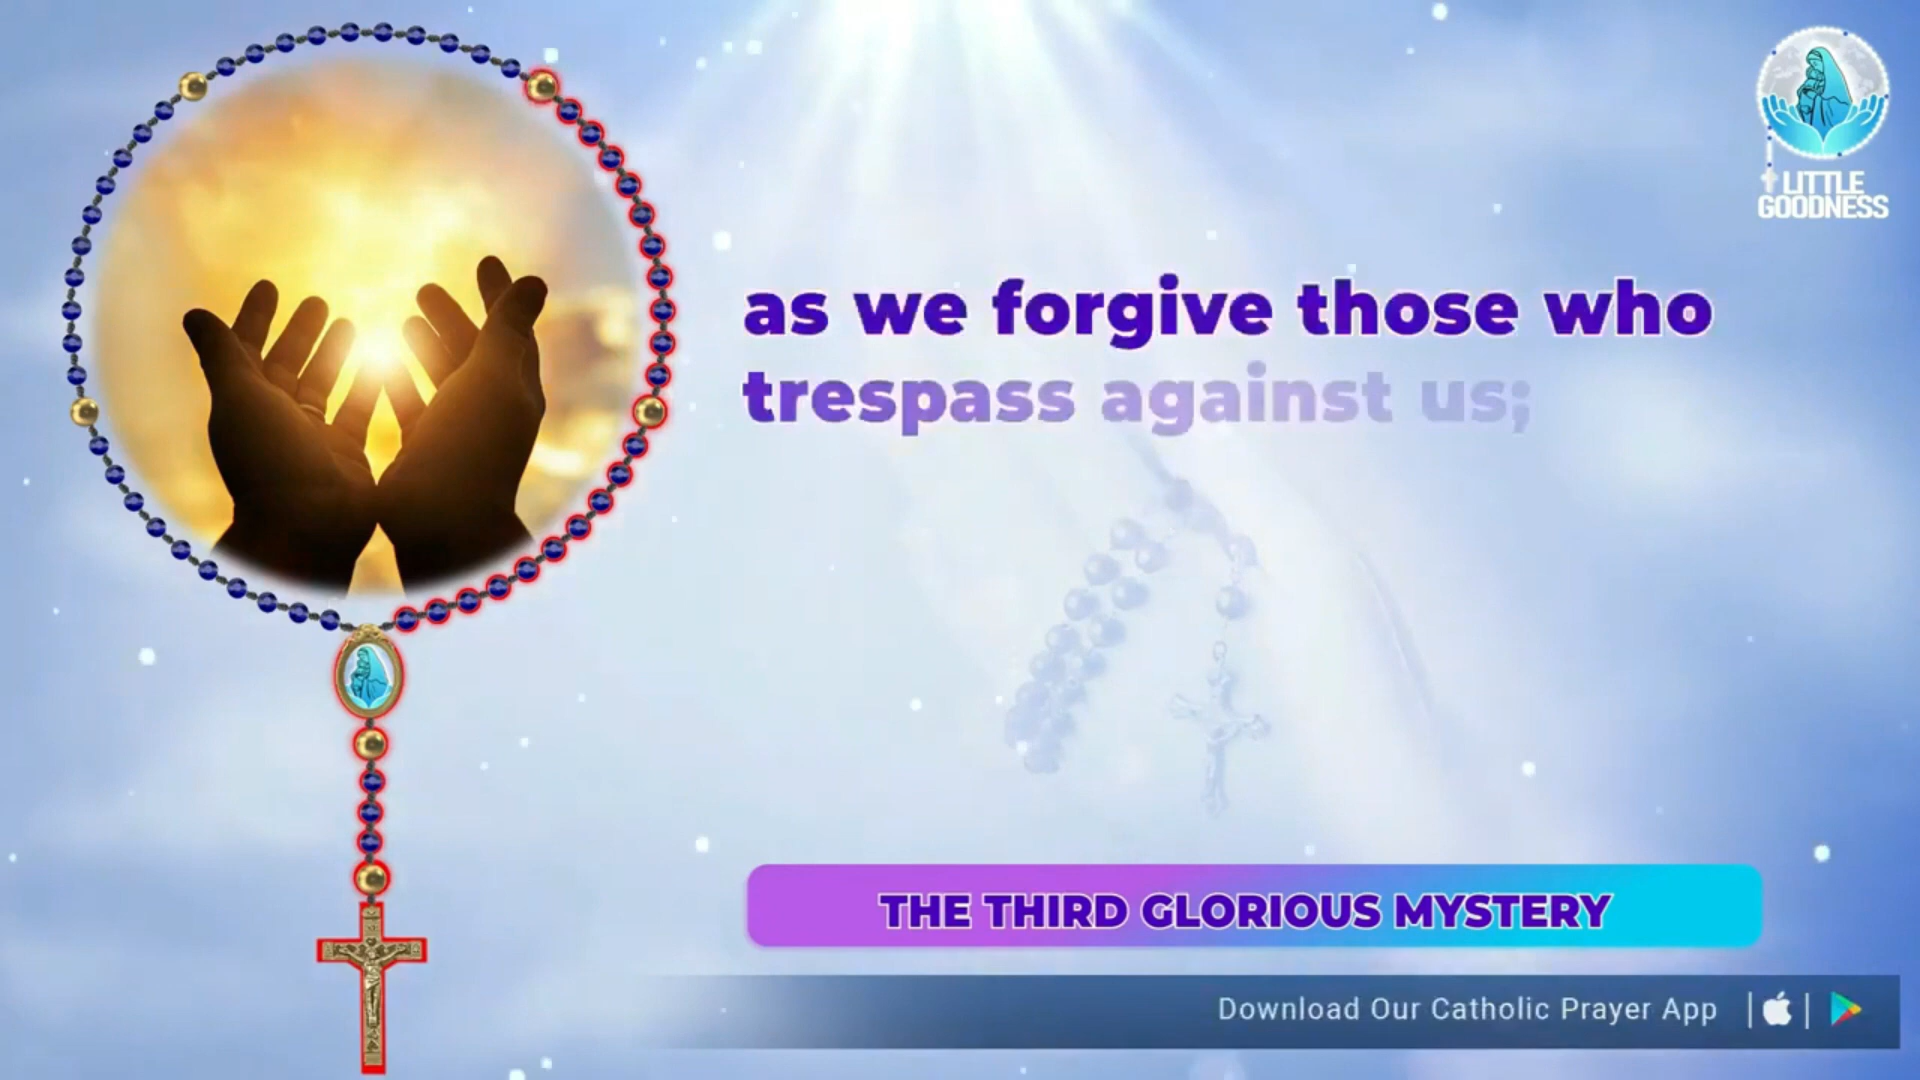 LITTLE
GOODNESS
as we forgive those who
trespass against us;
THE THIRD GLORIOUS MYSTERY
Download Our Catholic Prayer App